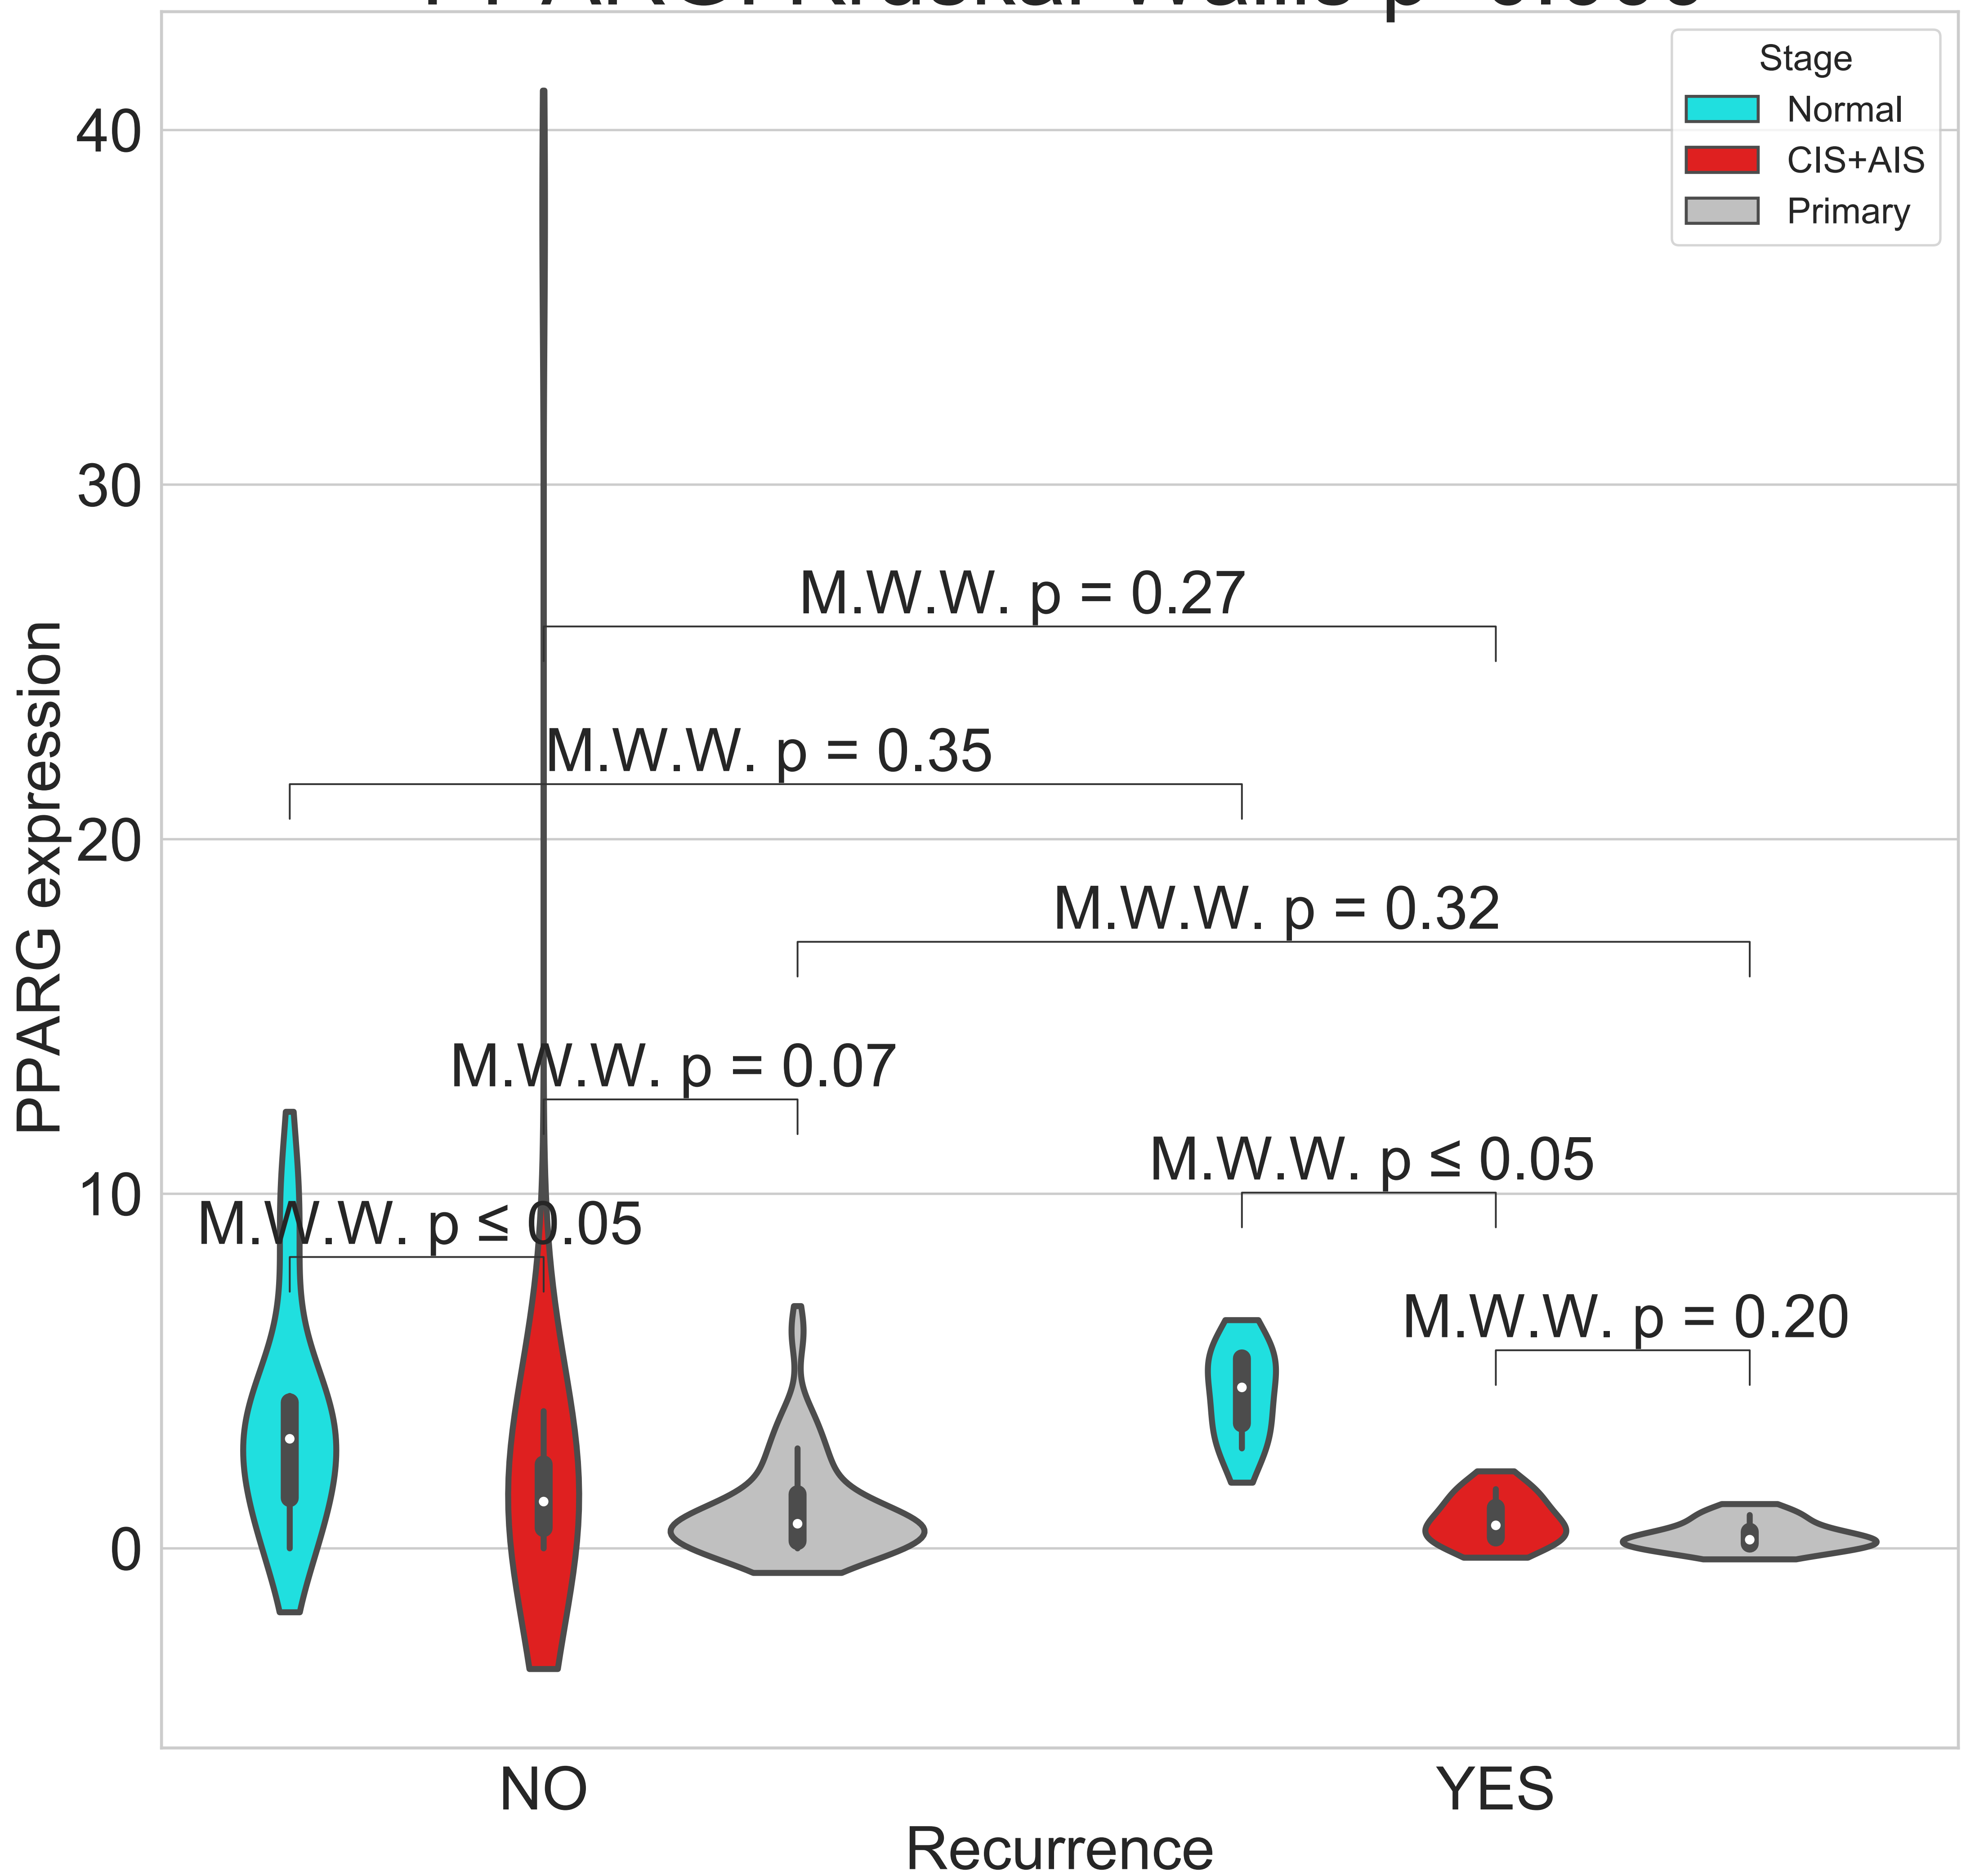 Stage
Normal
CIS+AIS
Primary
PPARG expression
40
30
20
10
0
M.W.W. p = 0.27
M.W.W. p = 0.35
M.W.W. p = 0.32
M.W.W. p = 0.07
M.W.W. p ≤ 0.05
M.W.W. p ≤ 0.05
M.W.W. p = 0.20
NO
YES
Recurrence